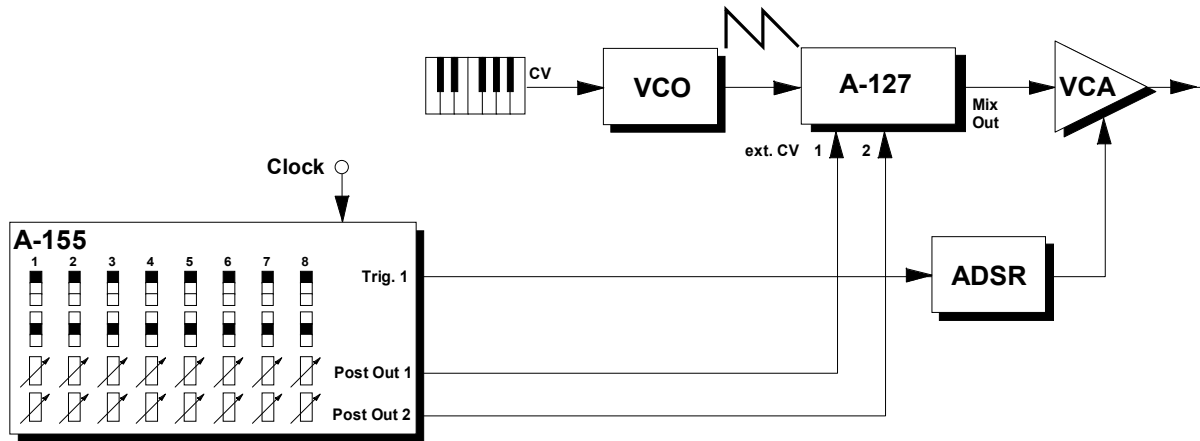 CV
VCO
A-127
VCA
Mix
Out
ext. CV 1 2
Clock
A-155
1 2 3 4 5 6 7 8
Trig. 1
ADSR
Post Out 1
Post Out 2